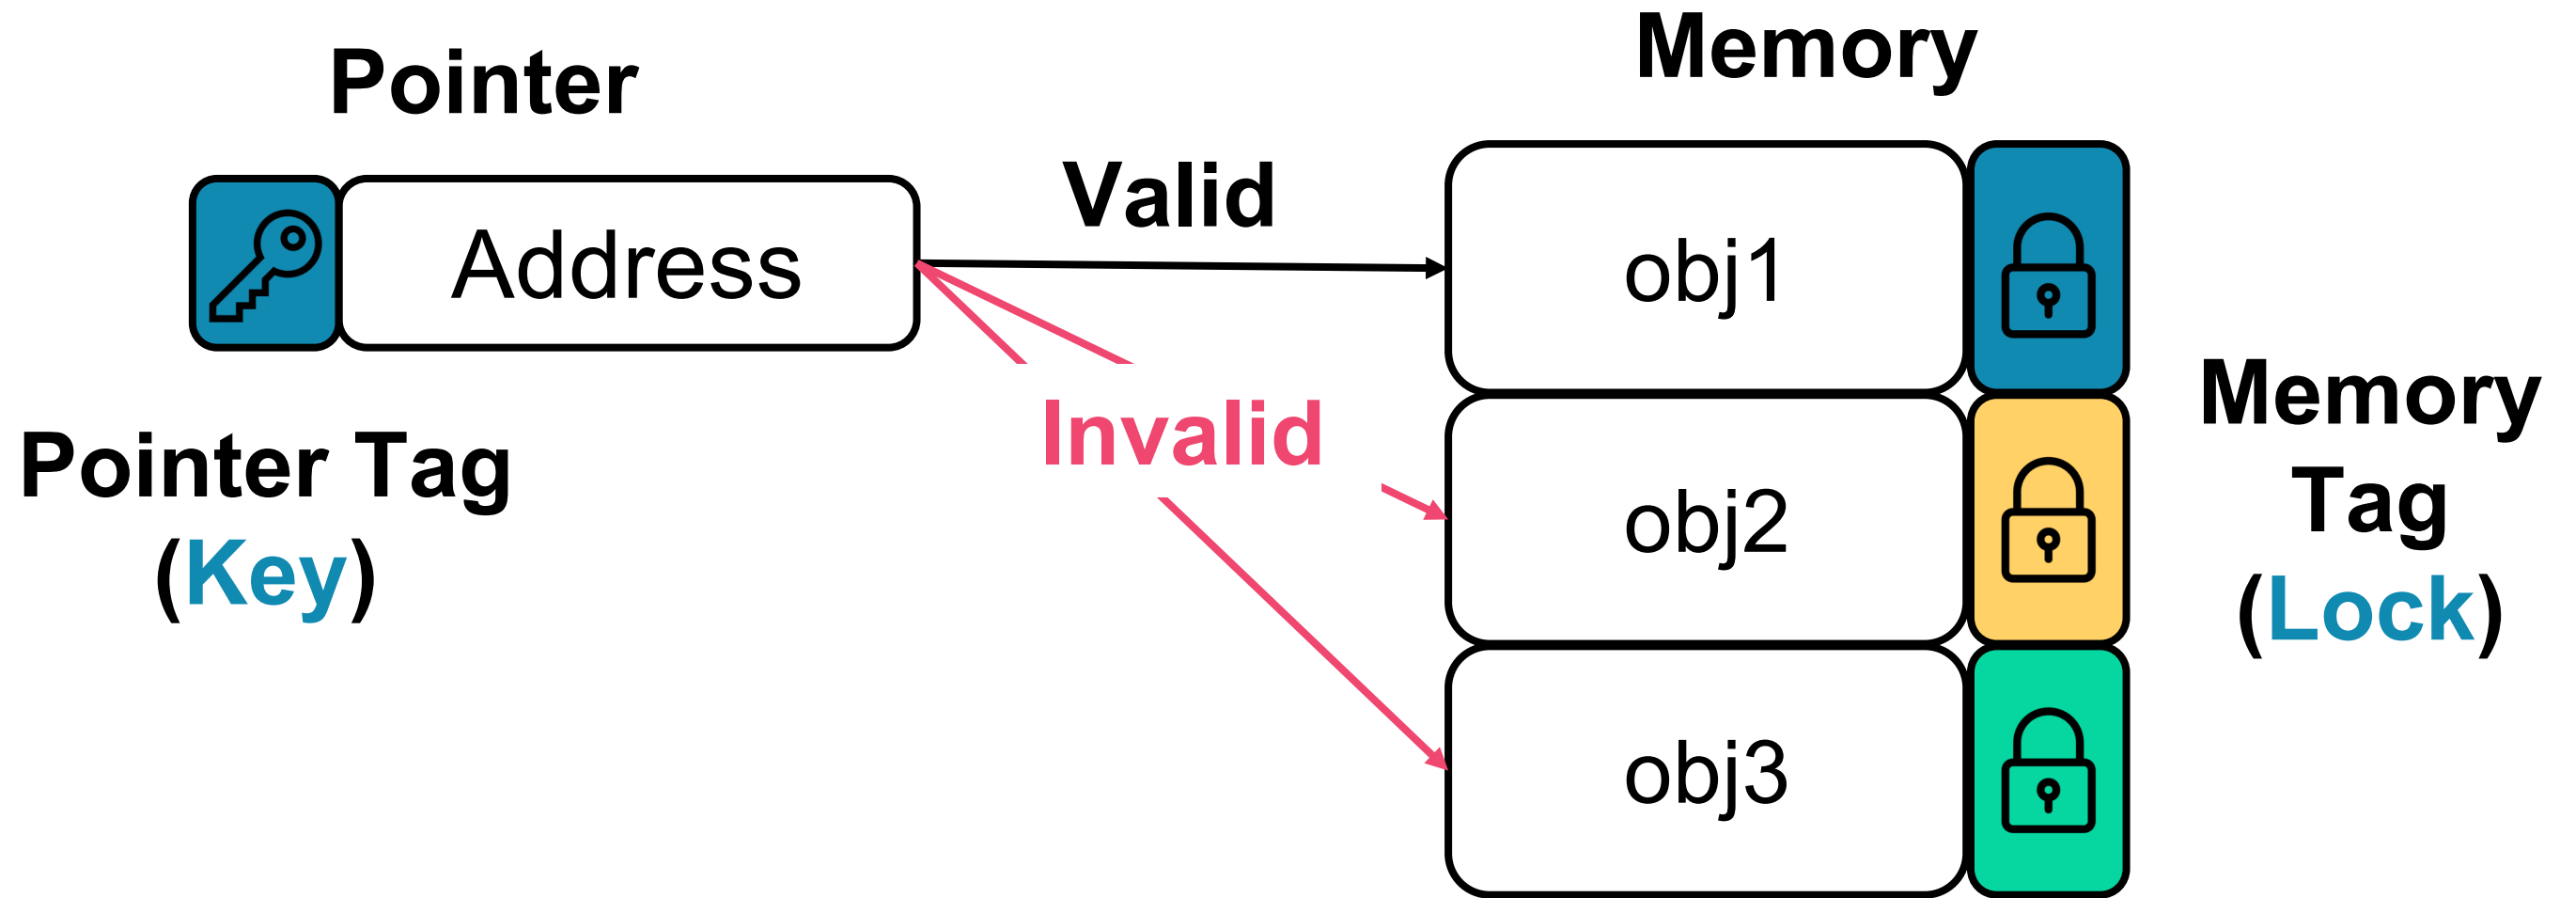 Pointer
Memory
Valid
Address
obj1
Invalid
Pointer Tag
(Key)
obj2
Memory
Tag
(Lock)
obj3